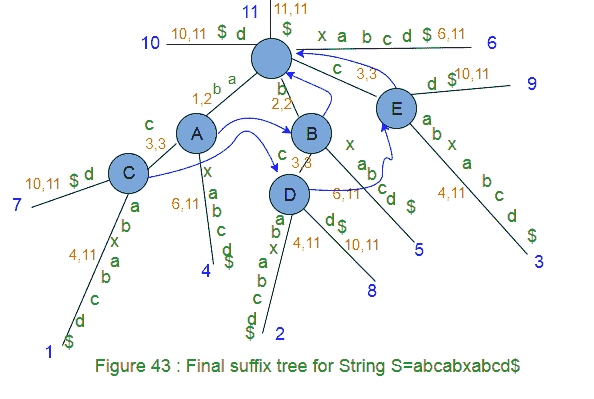 11
11,11
$
10
10,11
$ d
x a b c d $
6,11
6
a
b
1,2
b
2,2
c
3,3
E
d $
10,11
9
c
3,3
A
B
C
D
c
3,3
x
a
b
c
d
$
6,11
5
a
b
x
a
b
c
d
$
4,11
3
10,11
$ d
7
a
b
x
a
b
c
d
$
4,11
1
x
a
b
c
d
$
6,11
4
a
b
x
a
b
c
d
$
4,11
2
d
$
10,11
8
Figure 43 : Final suffix tree for String S=abcabxabcd$